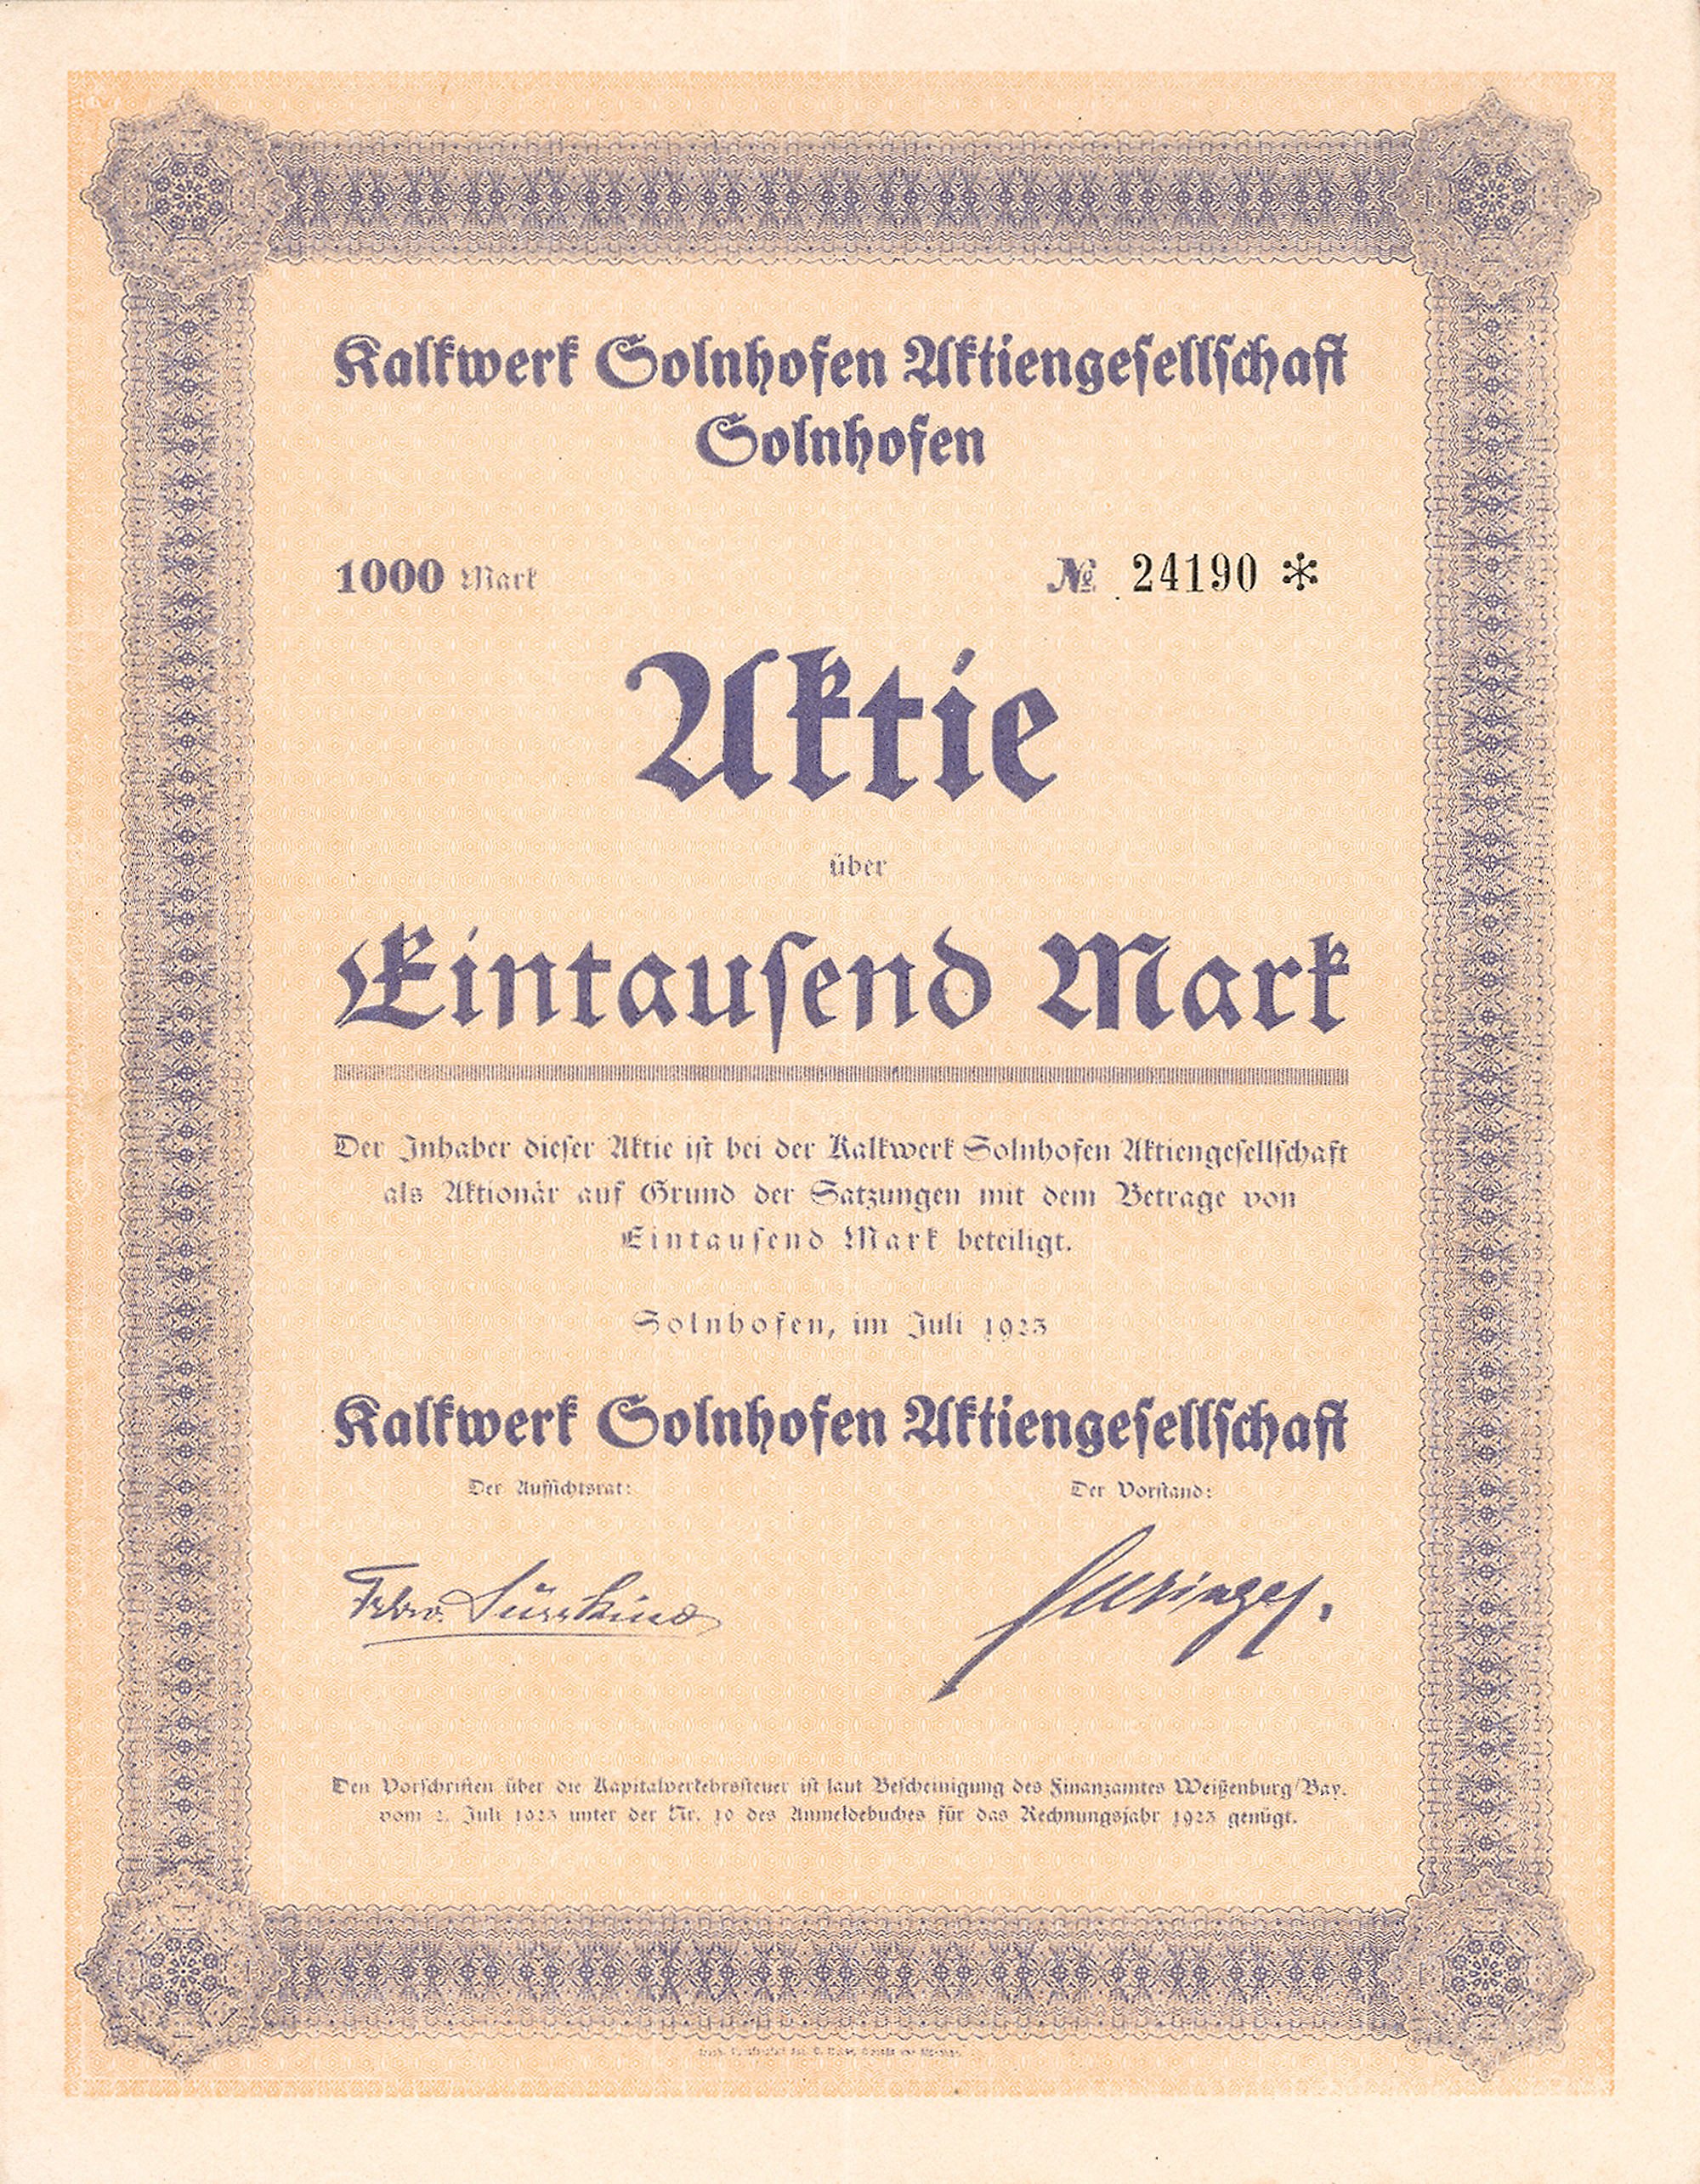 Kalkwerk Solnhofen Aktiengesellschaft
Solnhofen
1000 Mark № 24190 *
Aktie
über
Eintausend Mark
Der Inhaber dieser Aktie ist bei der Kalkwerk Solnhofen Aktiengesellschaft
als Aktionär auf Grund der Satzungen mit dem Betrage von
Eintausend Mark beteiligt.
Solnhofen, im Juli 1923
Kalkwerk Solnhofen Aktiengesellschaft
Der Aufsichtsrat: Der Vorstand:
Frhr. Süsskind
Den Vorschriften über die Kapitalverkehrssteuer ist laut Bescheinigung des Finanzamtes Weißenburg/Bay.
vom 2. Juli 1923 unter der Nr. 10 des Anmeldebuches für das Rechnungsjahr 1923 genügt.